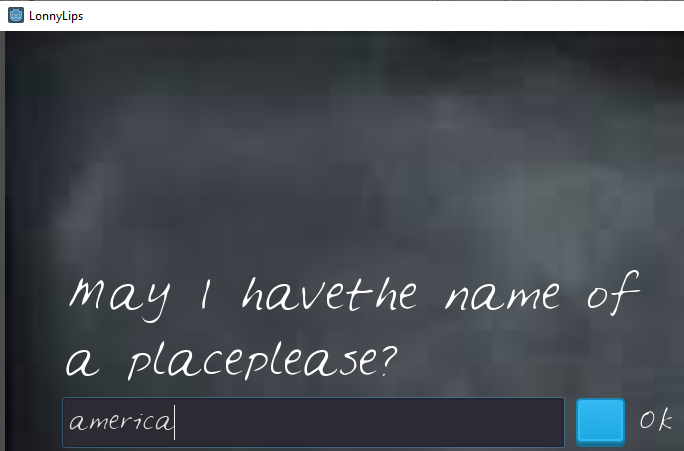 LonnyLips
May I havethe name of
a placeplease?
america
Ok